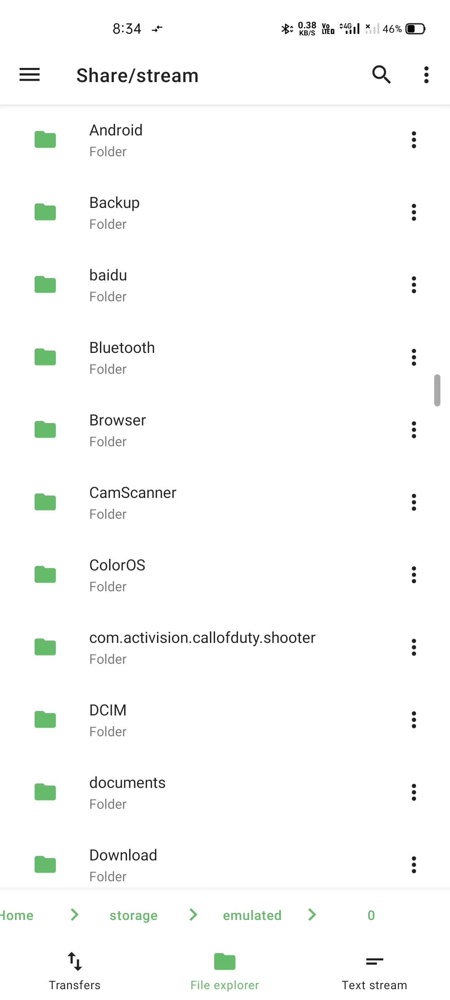 8:34 0.38 KB/S Vo LTE 4G 46%
Share/stream
Android
Folder
Backup
Folder
baidu
Folder
Bluetooth
Folder
Browser
Folder
CamScanner
Folder
ColorOS
Folder
com.activision.callofduty.shooter
Folder
DCIM
Folder
documents
Folder
Download
Folder
Home storage emulated 0
Transfers File explorer Text stream